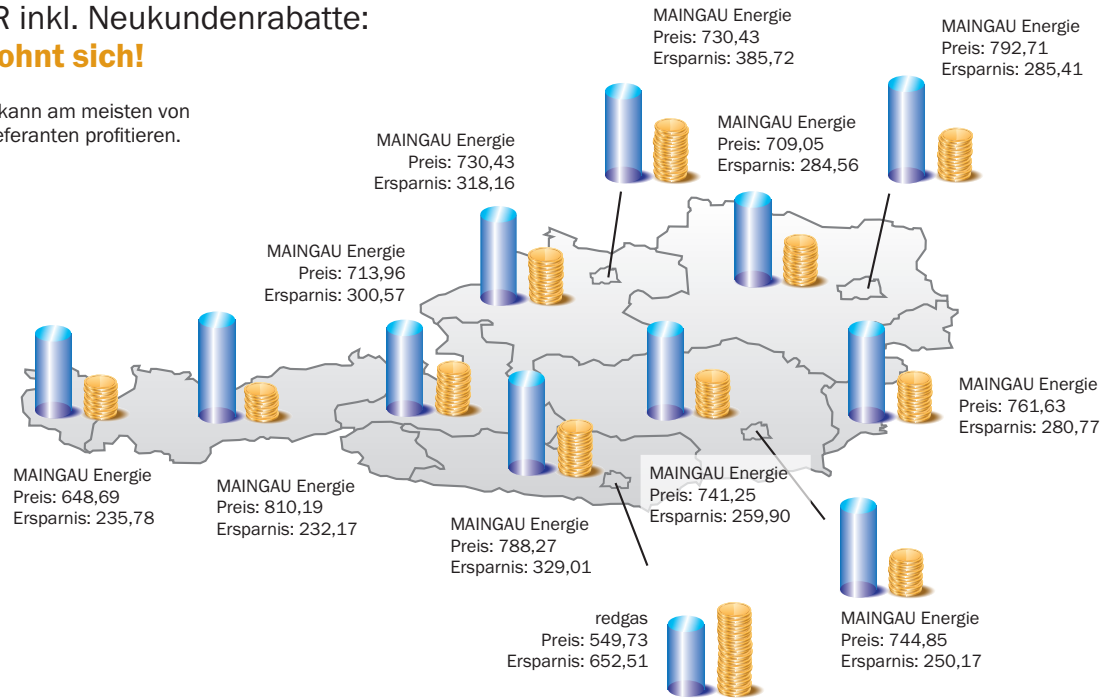 R inkl. Neukundenrabatte:
ohnt sich!
kann am meisten von
eferanten profitieren.
MAINGAU Energie
Preis: 730,43
Ersparnis: 385,72
MAINGAU Energie
Preis: 792,71
Ersparnis: 285,41
MAINGAU Energie
Preis: 730,43
Ersparnis: 318,16
MAINGAU Energie
Preis: 709,05
Ersparnis: 284,56
MAINGAU Energie
Preis: 713,96
Ersparnis: 300,57
MAINGAU Energie
Preis: 761,63
Ersparnis: 280,77
MAINGAU Energie
Preis: 648,69
Ersparnis: 235,78
MAINGAU Energie
Preis: 810,19
Ersparnis: 232,17
MAINGAU Energie
Preis: 788,27
Ersparnis: 329,01
MAINGAU Energie
Preis: 741,25
Ersparnis: 259,90
redgas
Preis: 549,73
Ersparnis: 652,51
MAINGAU Energie
Preis: 744,85
Ersparnis: 250,17